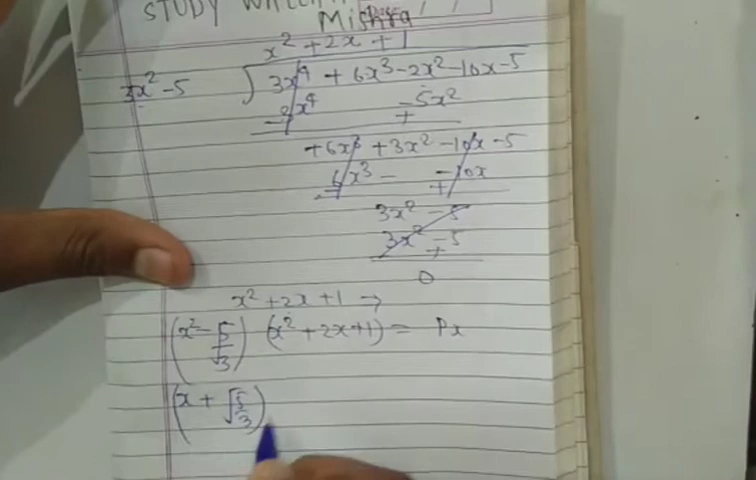 STUDY
Mishra
x² + 2x + 1
3x² - 5 ) 3x⁴ + 6x³ - 2x² - 10x - 5
- 3x⁴ - 5x²
+
+ 6x³ + 3x² - 10x - 5
6x³ - - 10x
- +
3x² - 5
3x² - 5
+
0
x² + 2x + 1 →
(x² - 5/3) (x² + 2x + 1) = Px
(x + √5/3)